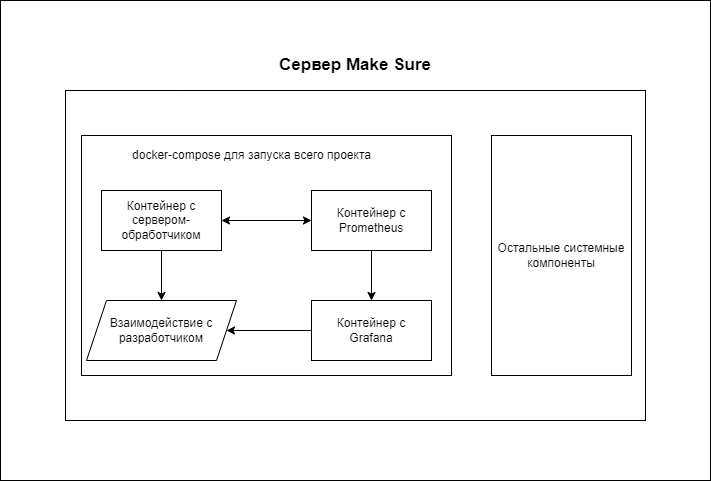 Сервер Make Sure
docker-compose для запуска всего проекта
Контейнер с
сервером-
обработчиком
Контейнер с
Prometheus
Взаимодействие с
разработчиком
Контейнер с
Grafana
Остальные системные
компоненты